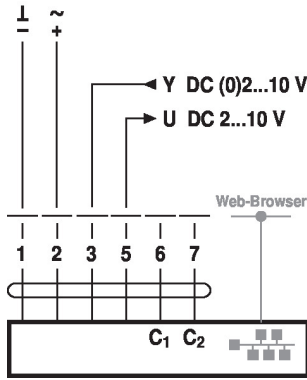 ⊥ ~
– +
Y DC (0)2...10 V
U DC 2...10 V
Web-Browser
1 2 3 5 6 7
C1 C2